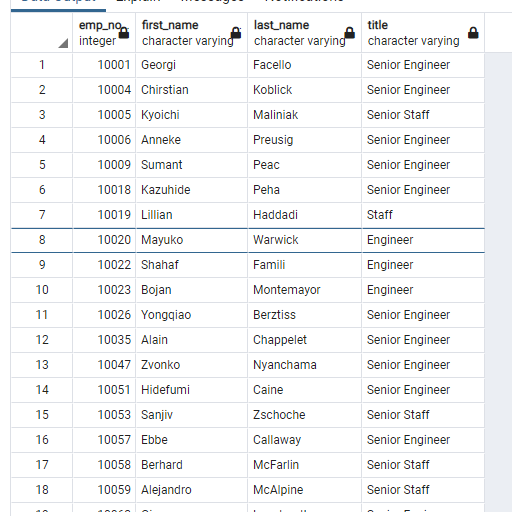 emp_no first_name last_name title
integer character varying character varying character varying
1 10001 Georgi Facello Senior Engineer
2 10004 Chirstian Koblick Senior Engineer
3 10005 Kyoichi Maliniak Senior Staff
4 10006 Anneke Preusig Senior Engineer
5 10009 Sumant Peac Senior Engineer
6 10018 Kazuhide Peha Senior Engineer
7 10019 Lillian Haddadi Staff
8 10020 Mayuko Warwick Engineer
9 10022 Shahaf Famili Engineer
10 10023 Bojan Montemayor Engineer
11 10026 Yongqiao Berztiss Senior Engineer
12 10035 Alain Chappelet Senior Engineer
13 10047 Zvonko Nyanchama Senior Engineer
14 10051 Hidefumi Caine Senior Engineer
15 10053 Sanjiv Zschoche Senior Staff
16 10057 Ebbe Callaway Senior Engineer
17 10058 Berhard McFarlin Senior Staff
18 10059 Alejandro McAlpine Senior Staff